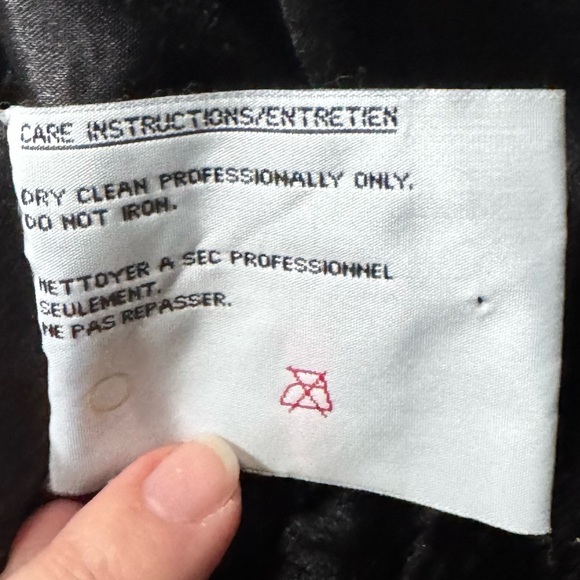 CARE INSTRUCTIONS/ENTRETIEN
DRY CLEAN PROFESSIONALLY ONLY.
DO NOT IRON.
NETTOYER A SEC PROFESSIONNEL
SEULEMENT.
NE PAS REPASSER.